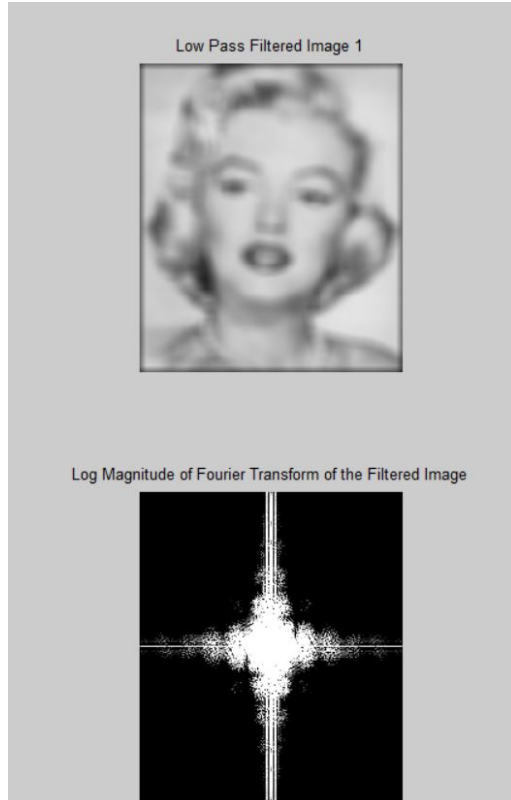 Low Pass Filtered Image 1
Log Magnitude of Fourier Transform of the Filtered Image